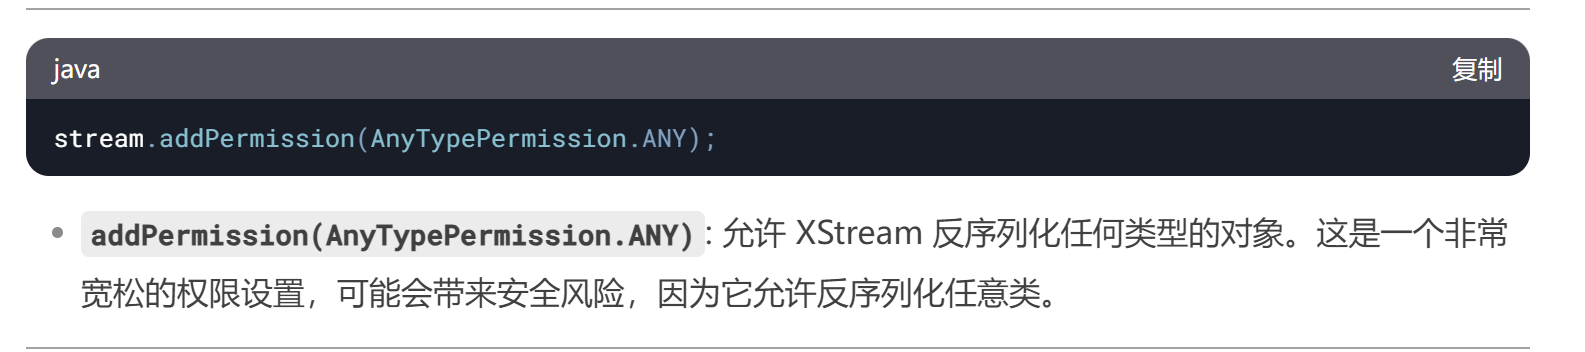 java 复制
stream.addPermission(AnyTypePermission.ANY);
addPermission(AnyTypePermission.ANY) : 允许 XStream 反序列化任何类型的对象。这是一个非常
宽松的权限设置，可能会带来安全风险，因为它允许反序列化任意类。